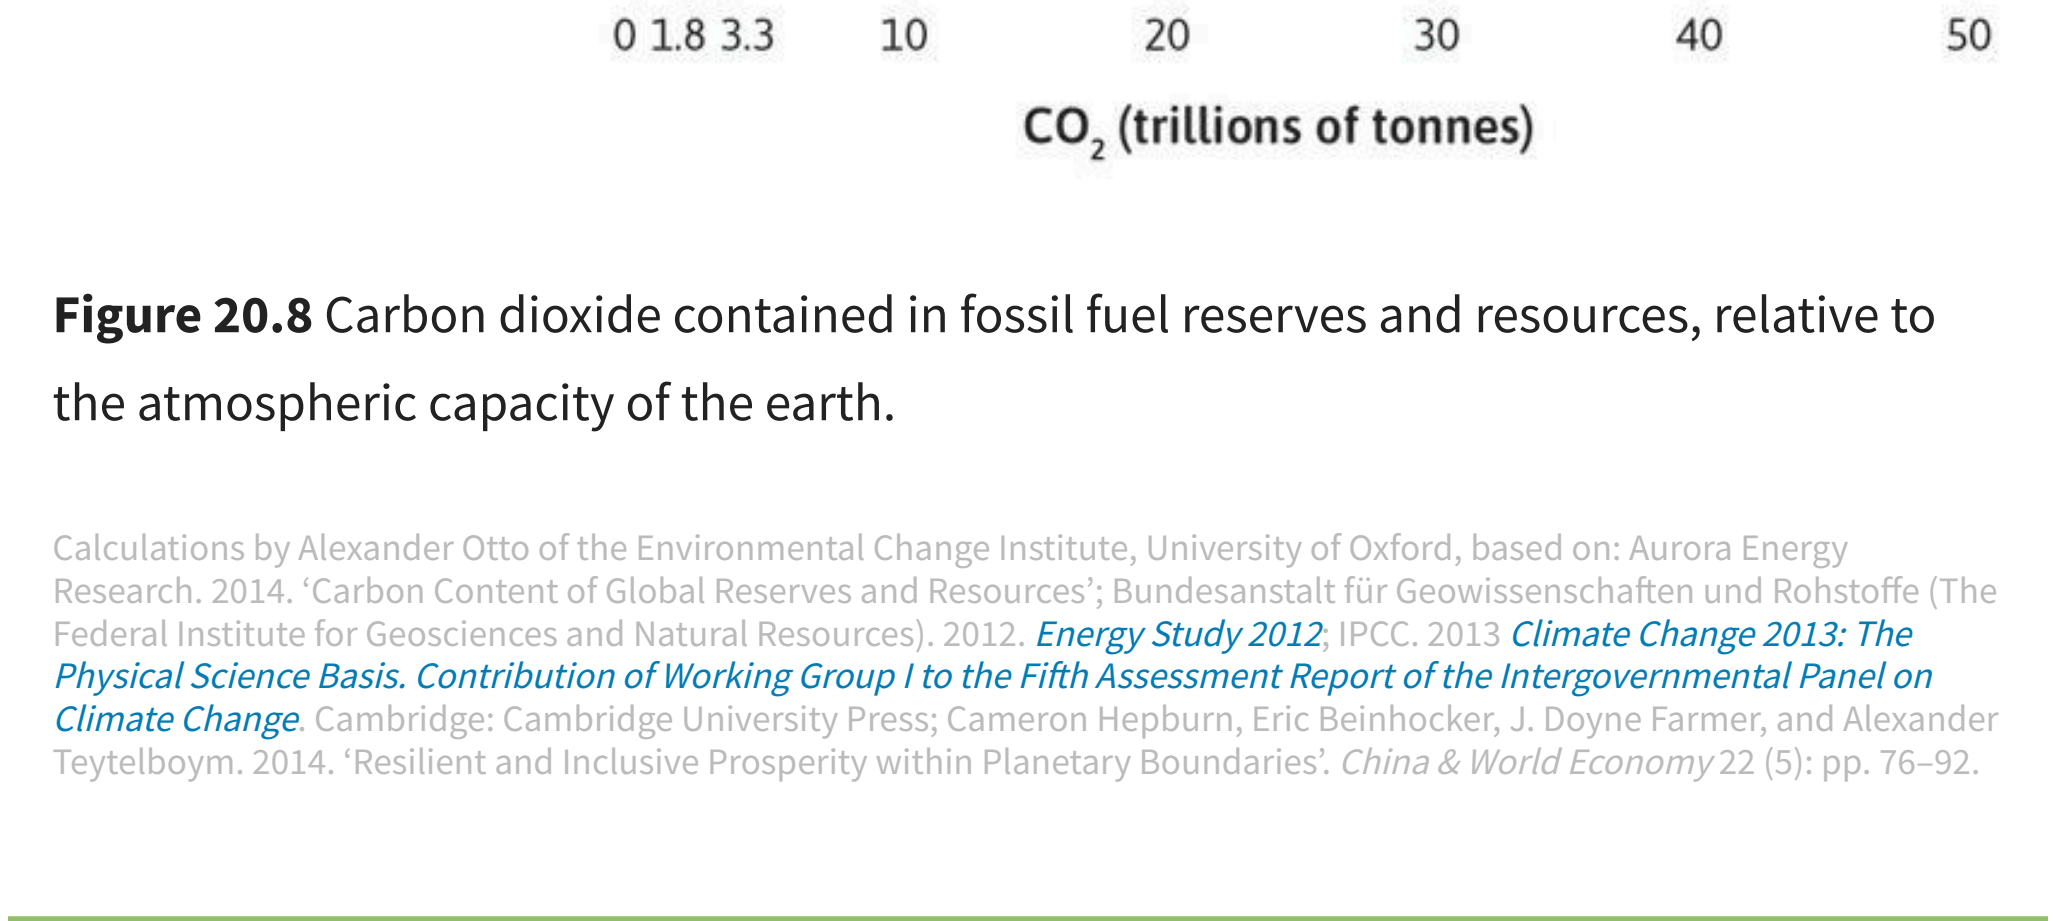 0 1.8 3.3 10 20 30 40 50
CO₂ (trillions of tonnes)
Figure 20.8 Carbon dioxide contained in fossil fuel reserves and resources, relative to
the atmospheric capacity of the earth.
Calculations by Alexander Otto of the Environmental Change Institute, University of Oxford, based on: Aurora Energy
Research. 2014. ‘Carbon Content of Global Reserves and Resources’; Bundesanstalt für Geowissenschaften und Rohstoffe (The
Federal Institute for Geosciences and Natural Resources). 2012. Energy Study 2012; IPCC. 2013 Climate Change 2013: The
Physical Science Basis. Contribution of Working Group I to the Fifth Assessment Report of the Intergovernmental Panel on
Climate Change. Cambridge: Cambridge University Press; Cameron Hepburn, Eric Beinhocker, J. Doyne Farmer, and Alexander
Teytelboym. 2014. ‘Resilient and Inclusive Prosperity within Planetary Boundaries’. China & World Economy 22 (5): pp. 76–92.